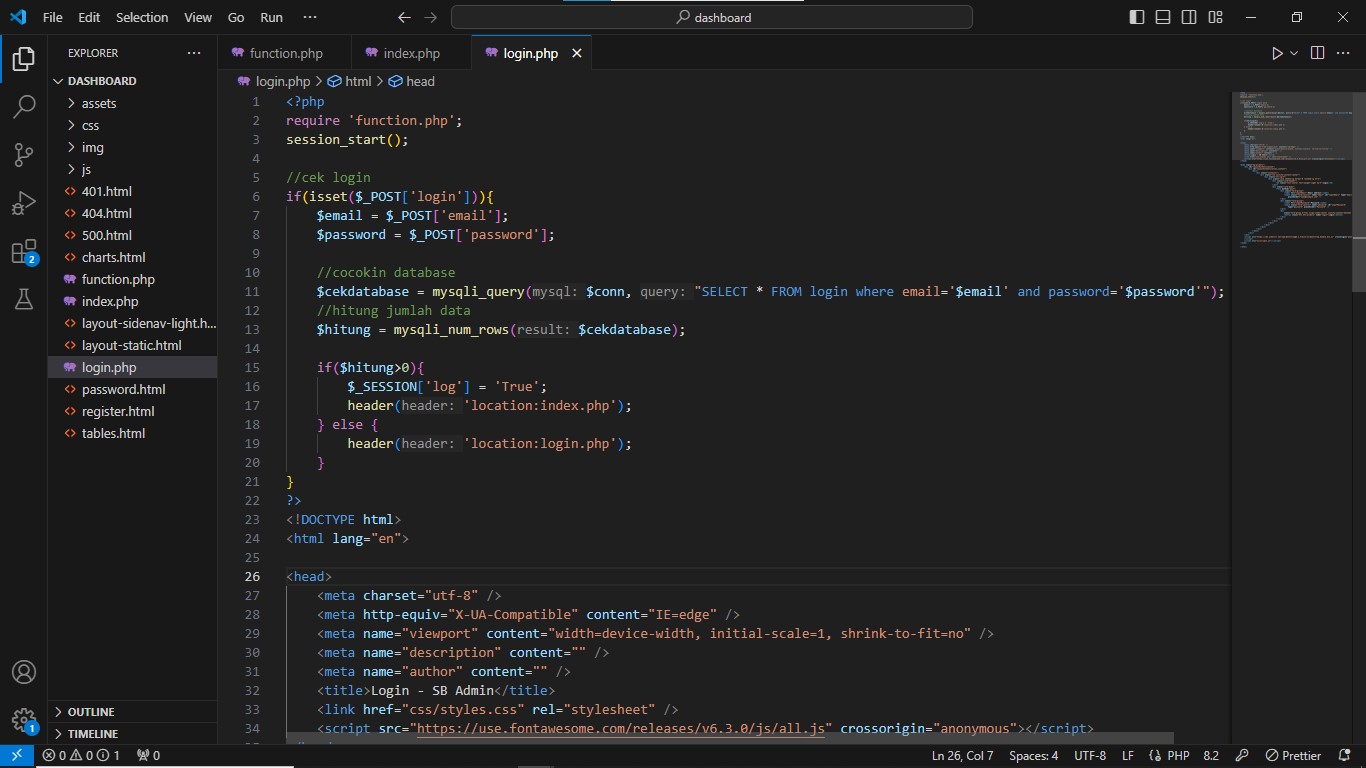 File Edit Selection View Go Run ···
dashboard
EXPLORER ···
DASHBOARD
assets
css
img
js
401.html
404.html
500.html
charts.html
function.php
index.php
layout-sidenav-light.h...
layout-static.html
login.php
password.html
register.html
tables.html
OUTLINE
TIMELINE
2
1
function.php index.php login.php
login.php > html > head
1 <?php
2 require 'function.php';
3 session_start();
4
5 //cek login
6 if(isset($_POST['login'])){
7 $email = $_POST['email'];
8 $password = $_POST['password'];
9
10 //cocokin database
11 $cekdatabase = mysqli_query(mysql: $conn, query: "SELECT * FROM login where email='$email' and password='$password'");
12 //hitung jumlah data
13 $hitung = mysqli_num_rows(result: $cekdatabase);
14
15 if($hitung>0){
16 $_SESSION['log'] = 'True';
17 header(header: 'location:index.php');
18 } else {
19 header(header: 'location:login.php');
20 }
21 }
22 ?>
23 <!DOCTYPE html>
24 <html lang="en">
25
26 <head>
27 <meta charset="utf-8" />
28 <meta http-equiv="X-UA-Compatible" content="IE=edge" />
29 <meta name="viewport" content="width=device-width, initial-scale=1, shrink-to-fit=no" />
30 <meta name="description" content="" />
31 <meta name="author" content="" />
32 <title>Login - SB Admin</title>
33 <link href="css/styles.css" rel="stylesheet" />
34 <script src="https://use.fontawesome.com/releases/v6.3.0/js/all.js" crossorigin="anonymous"></script>
0 0 1 0 Ln 26, Col 7 Spaces: 4 UTF-8 LF PHP 8.2 Prettier